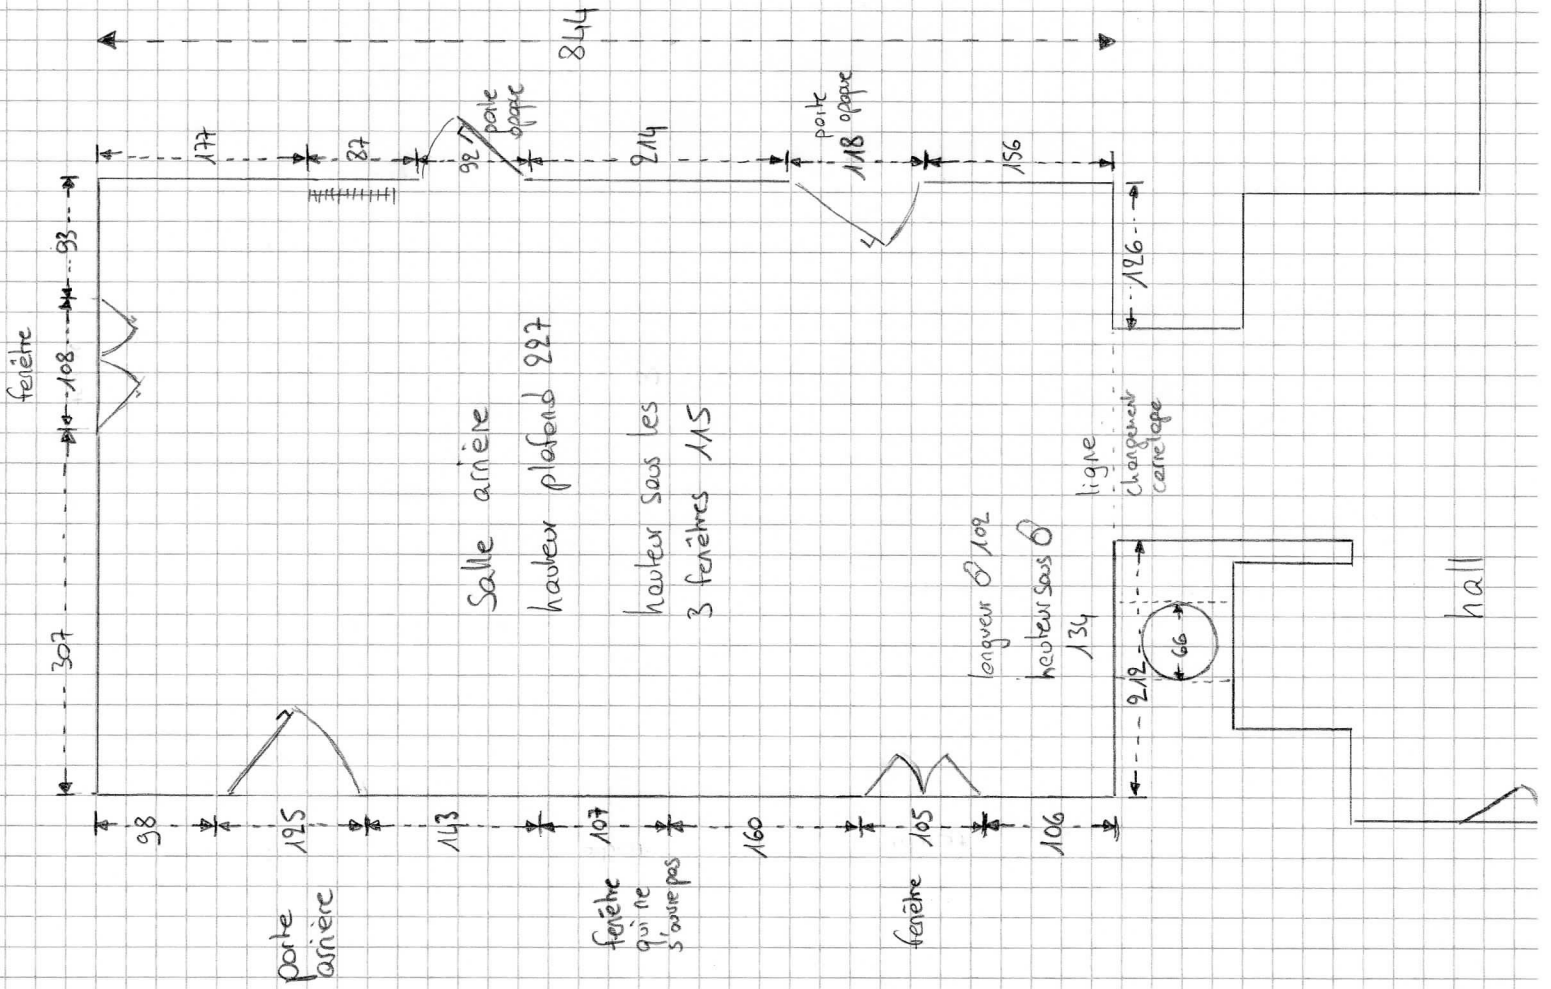 844
177
87
92
214
118
156
porte
opaque
porte
opaque
93
108
307
fenêtre
126
Salle arrière
hauteur plafond 227
hauteur sous les
3 fenêtres 115
ligne
changement
carrelage
longueur 102
hauteur sous
134
212
66
hall
98
125
143
107
160
105
106
porte
arrière
fenêtre
qui ne
s'ouvre pas
fenêtre